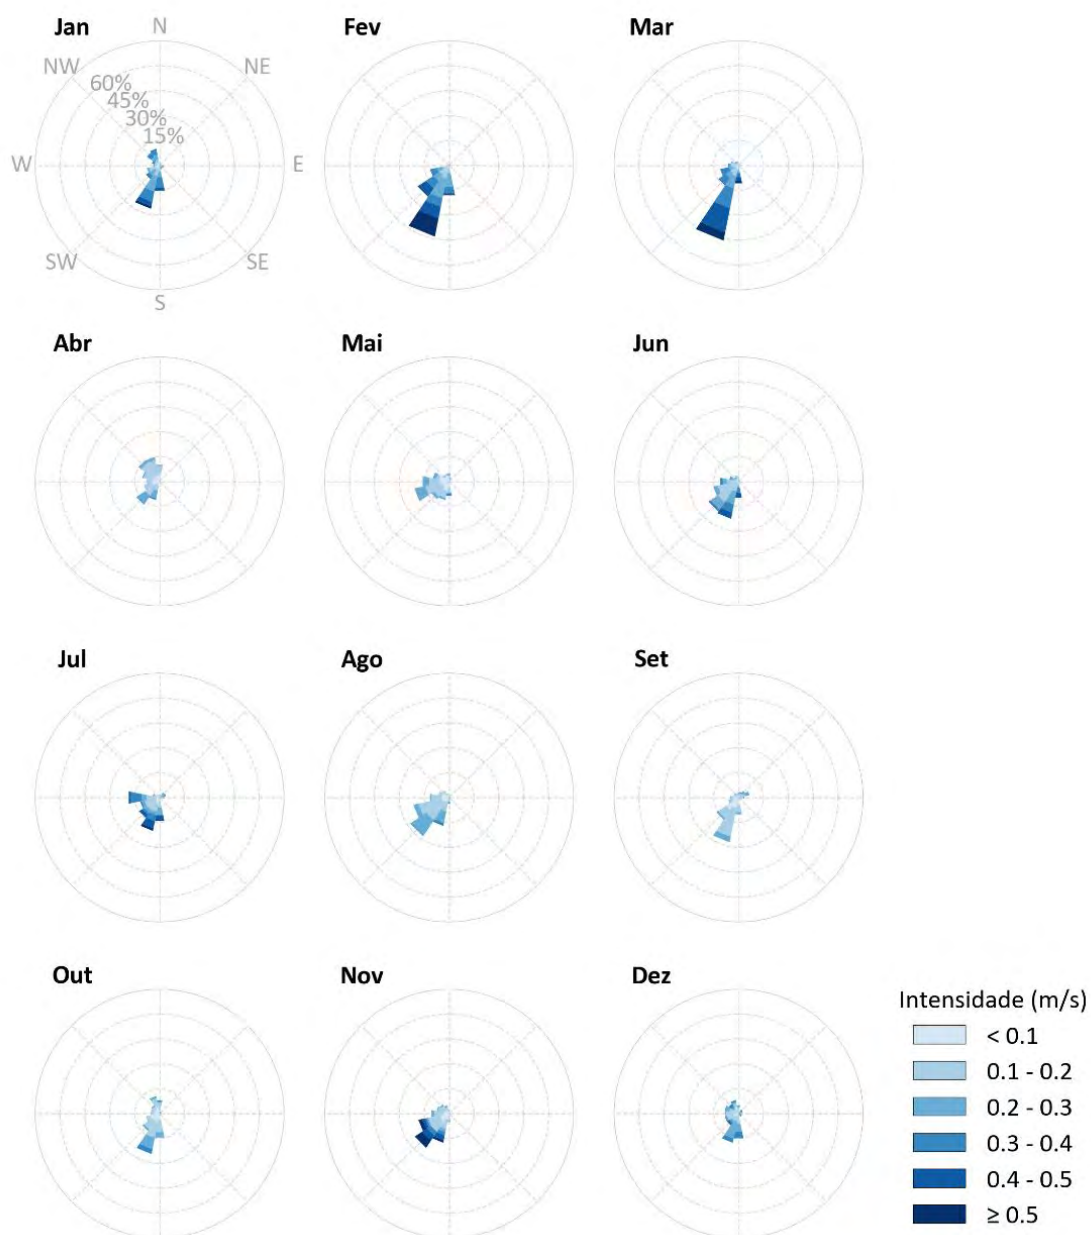 Jan
N
Fev
Mar
NW
NE
60%
45%
30%
15%
W
E
SW
SE
S
Abr
Mai
Jun
Jul
Ago
Set
Out
Nov
Dez
Intensidade (m/s)
< 0.1
0.1 - 0.2
0.2 - 0.3
0.3 - 0.4
0.4 - 0.5
≥ 0.5